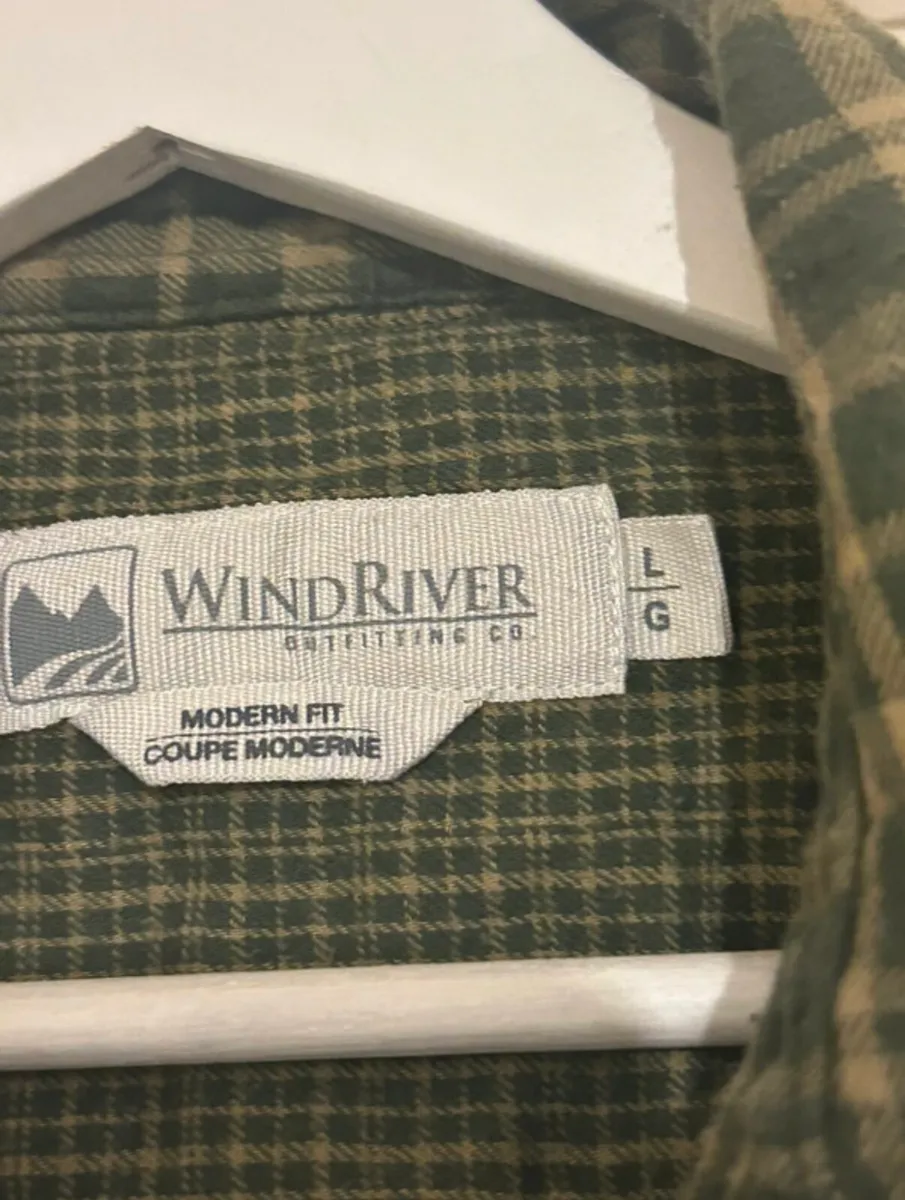 WINDRIVER
OUTFITTING CO.
L
G
MODERN FIT
COUPE MODERNE